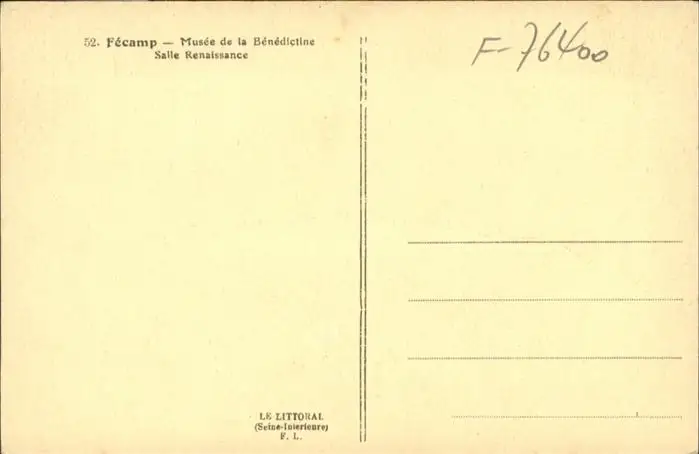 52. Fécamp — Musée de la Bénédictine
Salle Renaissance
F-76400
LE LITTORAL
(Seine-Inférieure)
F. L.